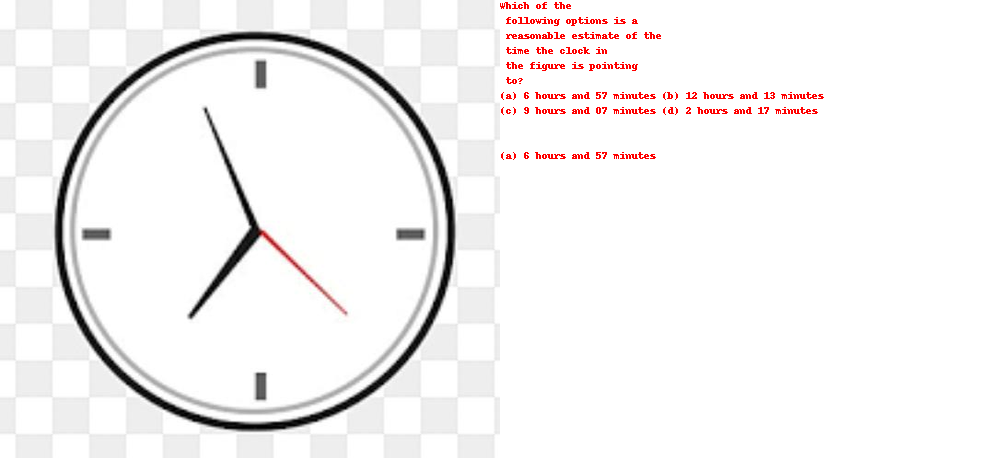 Which of the
following options is a
reasonable estimate of the
time the clock in
the figure is pointing
to?
(a) 6 hours and 57 minutes (b) 12 hours and 13 minutes
(c) 9 hours and 07 minutes (d) 2 hours and 17 minutes
(a) 6 hours and 57 minutes